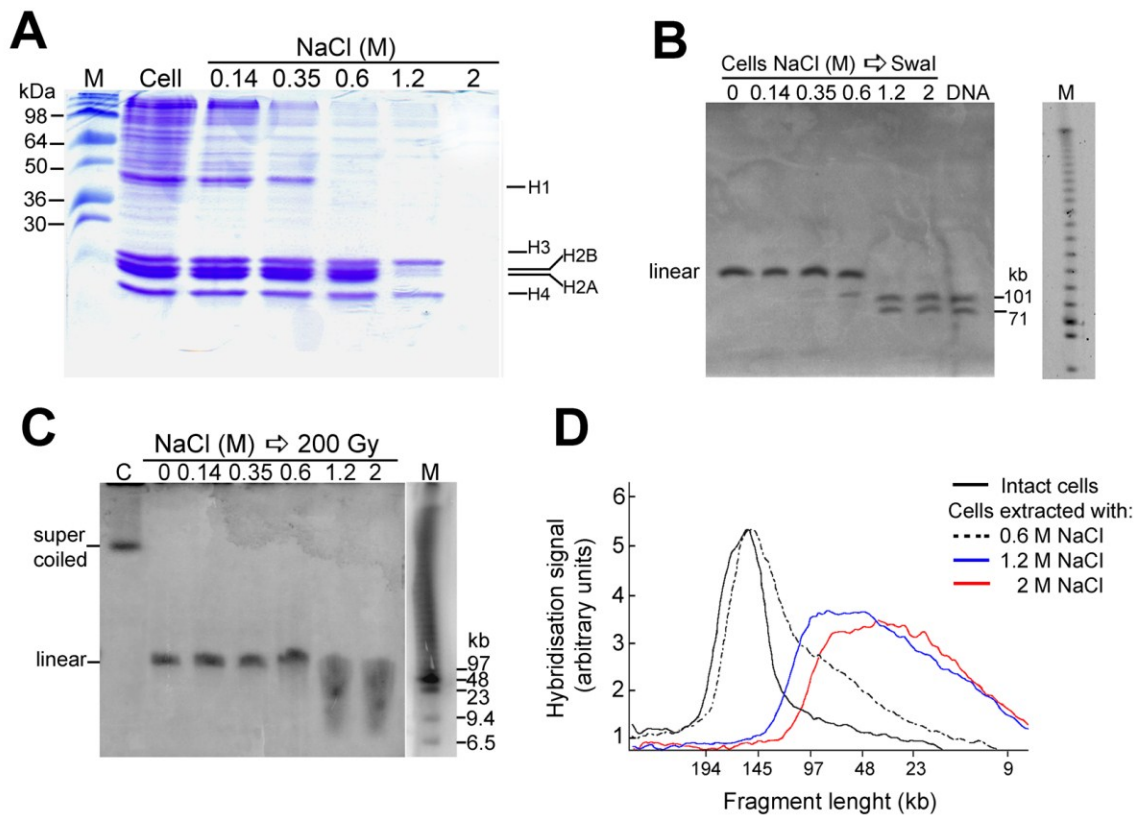 A
NaCl (M)
M Cell 0.14 0.35 0.6 1.2 2
kDa
98
64
50
36
30
H1
H3
H2B
H2A
H4
B
Cells NaCl (M) ⇨ SwaI
0 0.14 0.35 0.6 1.2 2 DNA
M
linear
kb
101
71
C
NaCl (M) ⇨ 200 Gy
C 0 0.14 0.35 0.6 1.2 2 M
super
coiled
linear
kb
97
48
23
9.4
6.5
D
Hybridisation signal
(arbitrary units)
6
5
4
3
2
1
194 145 97 48 23 9
Fragment lenght (kb)
Intact cells
Cells extracted with:
0.6 M NaCl
1.2 M NaCl
2 M NaCl